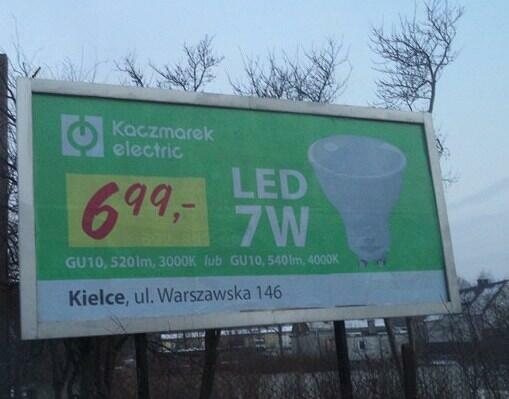 Kaczmarek
electric
6 99,-
LED
7W
GU10, 520lm, 3000K lub GU10, 540lm, 4000K
Kielce, ul. Warszawska 146